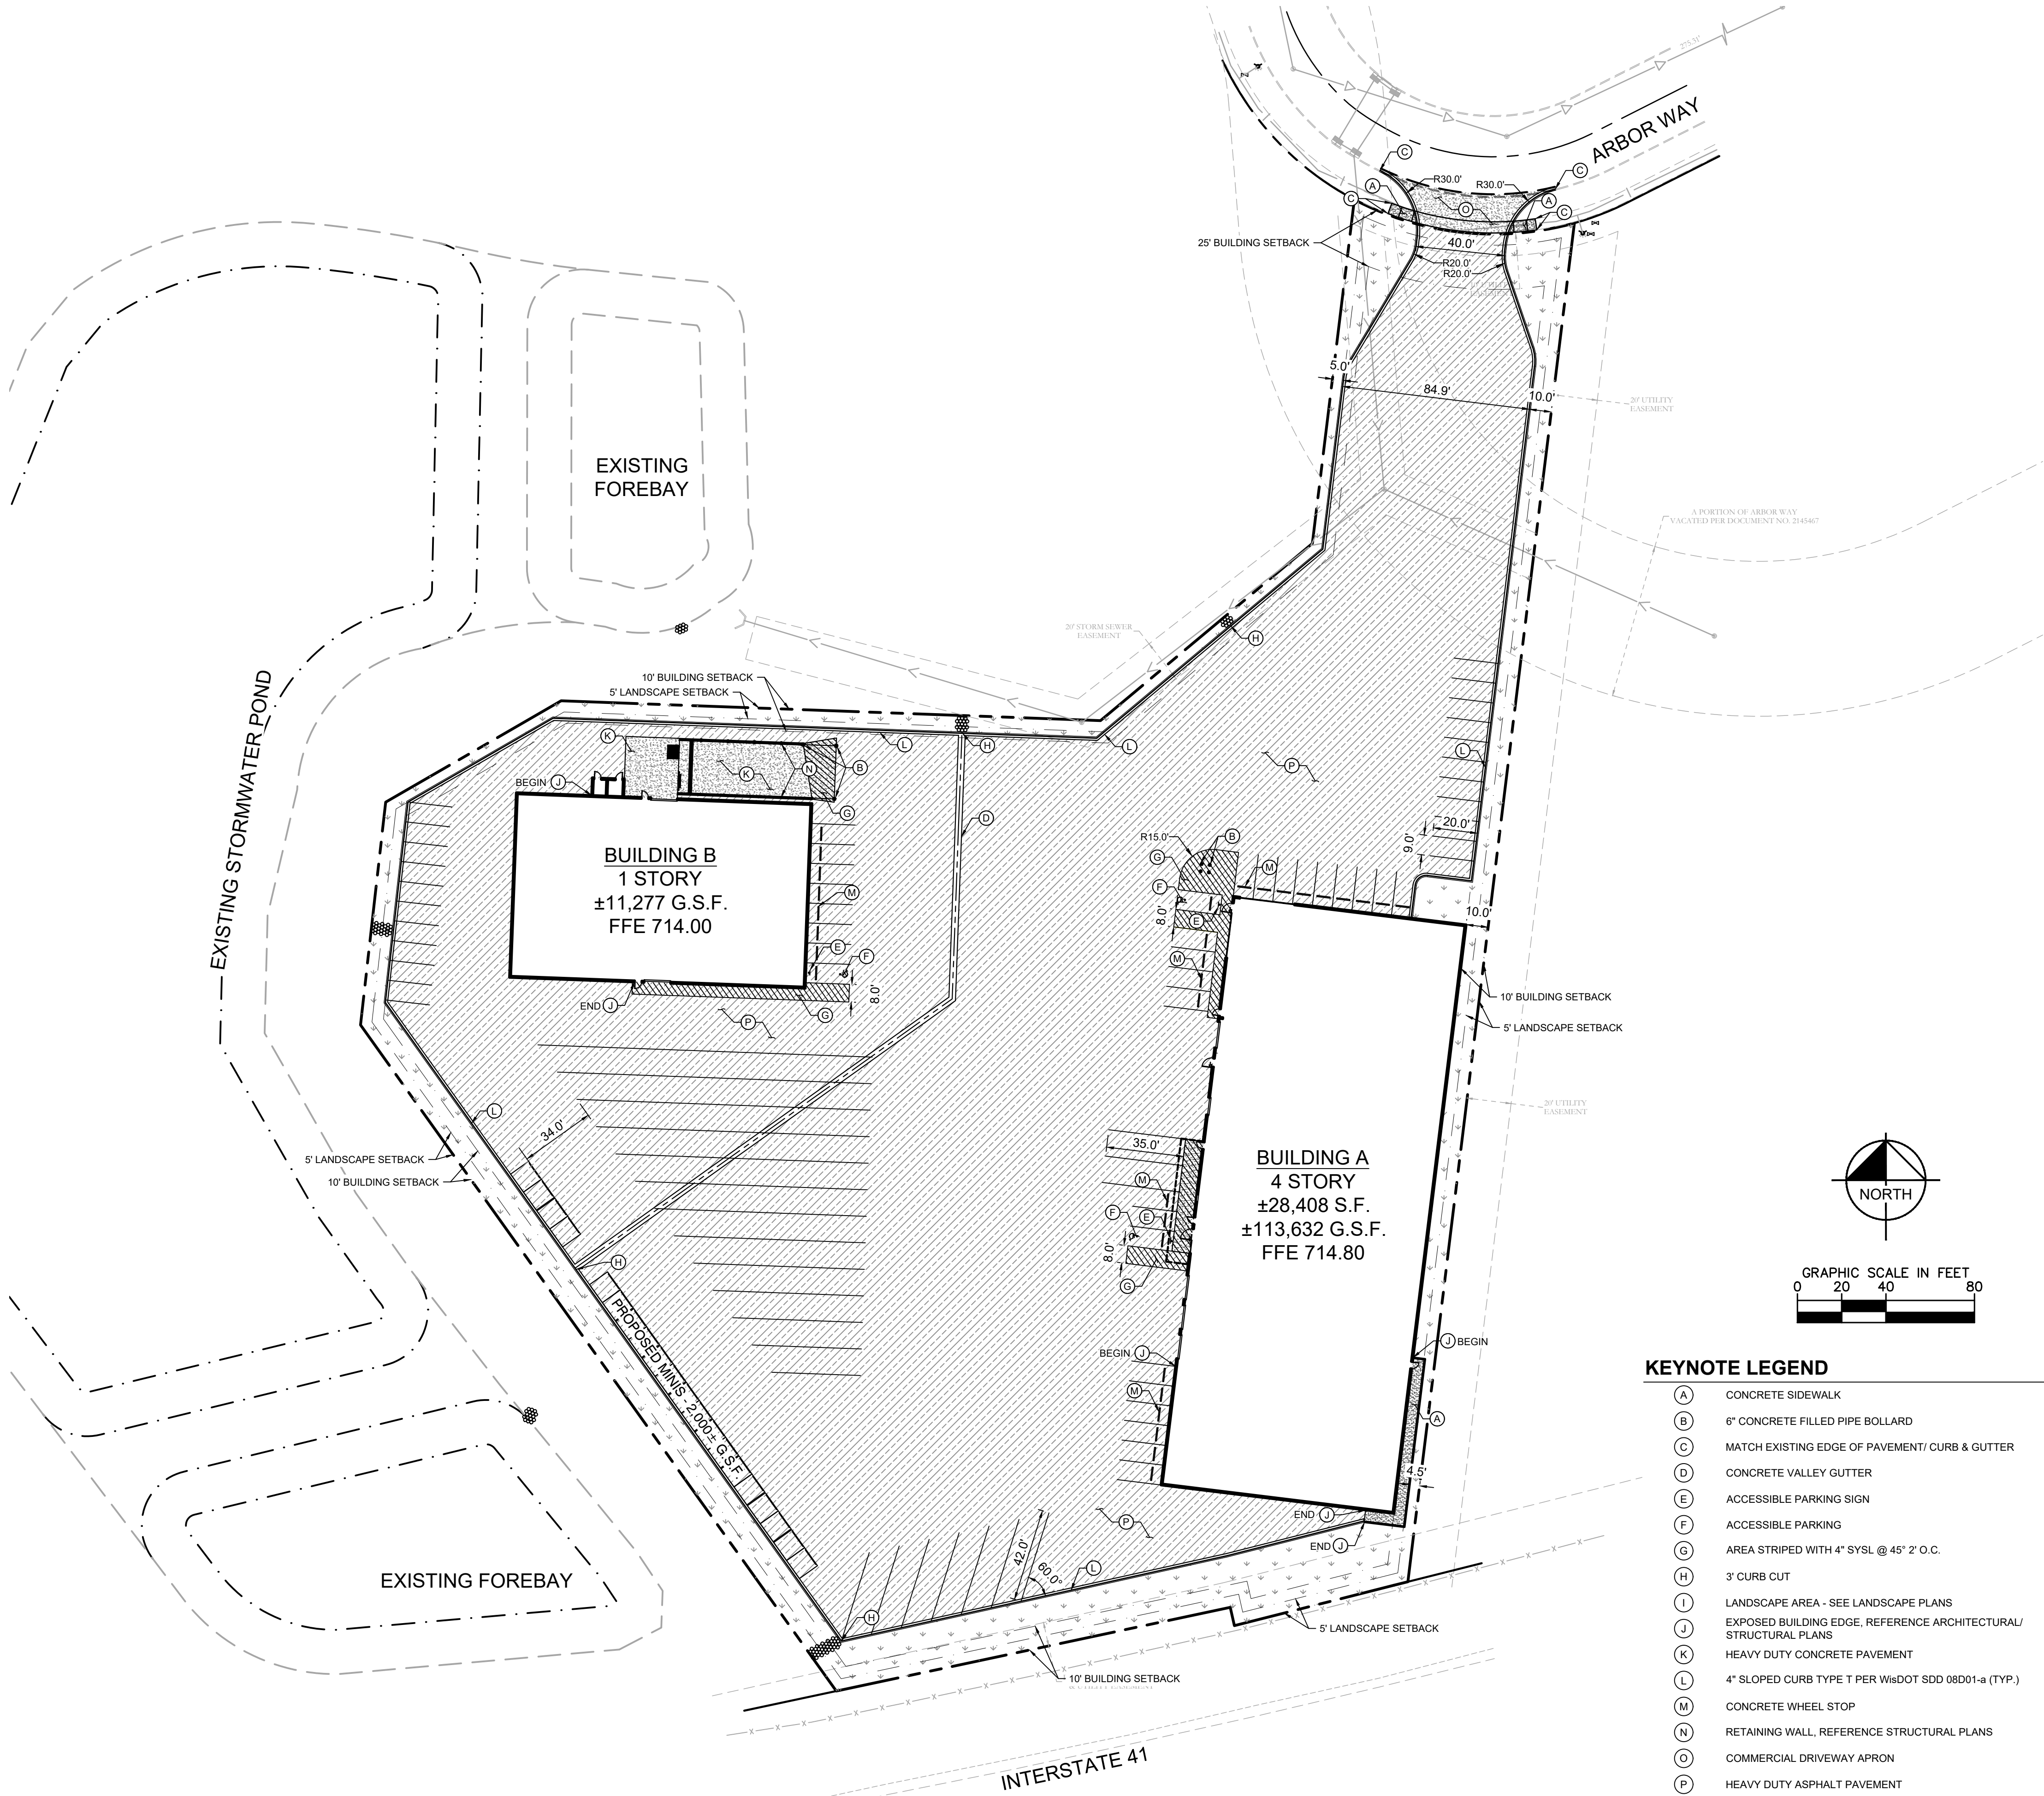 275.31'
ARBOR WAY
C
C
R30.0'
R30.0'
A
A
C
O
C
25' BUILDING SETBACK
40.0'
R20.0'
R20.0'
5.0'
84.9'
10.0'
20' UTILITY
EASEMENT
EXISTING
FOREBAY
A PORTION OF ARBOR WAY
VACATED PER DOCUMENT NO. 2145467
20' STORM SEWER
EASEMENT
H
10' BUILDING SETBACK
5' LANDSCAPE SETBACK
EXISTING STORMWATER POND
K
L
H
L
L
N
B
K
P
BEGIN J
G
D
20.0'
9.0'
R15.0'
B
G
M
F
8.0'
E
10.0'
BUILDING B
1 STORY
±11,277 G.S.F.
FFE 714.00
M
E
F
8.0'
M
END J
G
P
10' BUILDING SETBACK
5' LANDSCAPE SETBACK
20' UTILITY
EASEMENT
L
34.0'
5' LANDSCAPE SETBACK
10' BUILDING SETBACK
35.0'
M
F
E
8.0'
G
BUILDING A
4 STORY
±28,408 S.F.
±113,632 G.S.F.
FFE 714.80
H
PROPOSED MINIS - 2,000± G.S.F.
J BEGIN
BEGIN J
M
A
4.5'
P
END J
END J
42.0'
60.0°
L
H
EXISTING FOREBAY
5' LANDSCAPE SETBACK
10' BUILDING SETBACK
INTERSTATE 41
NORTH
GRAPHIC SCALE IN FEET
0 20 40 80
KEYNOTE LEGEND
A CONCRETE SIDEWALK
B 6" CONCRETE FILLED PIPE BOLLARD
C MATCH EXISTING EDGE OF PAVEMENT/ CURB & GUTTER
D CONCRETE VALLEY GUTTER
E ACCESSIBLE PARKING SIGN
F ACCESSIBLE PARKING
G AREA STRIPED WITH 4" SYSL @ 45° 2' O.C.
H 3' CURB CUT
I LANDSCAPE AREA - SEE LANDSCAPE PLANS
J EXPOSED BUILDING EDGE, REFERENCE ARCHITECTURAL/
STRUCTURAL PLANS
K HEAVY DUTY CONCRETE PAVEMENT
L 4" SLOPED CURB TYPE T PER WisDOT SDD 08D01-a (TYP.)
M CONCRETE WHEEL STOP
N RETAINING WALL, REFERENCE STRUCTURAL PLANS
O COMMERCIAL DRIVEWAY APRON
P HEAVY DUTY ASPHALT PAVEMENT